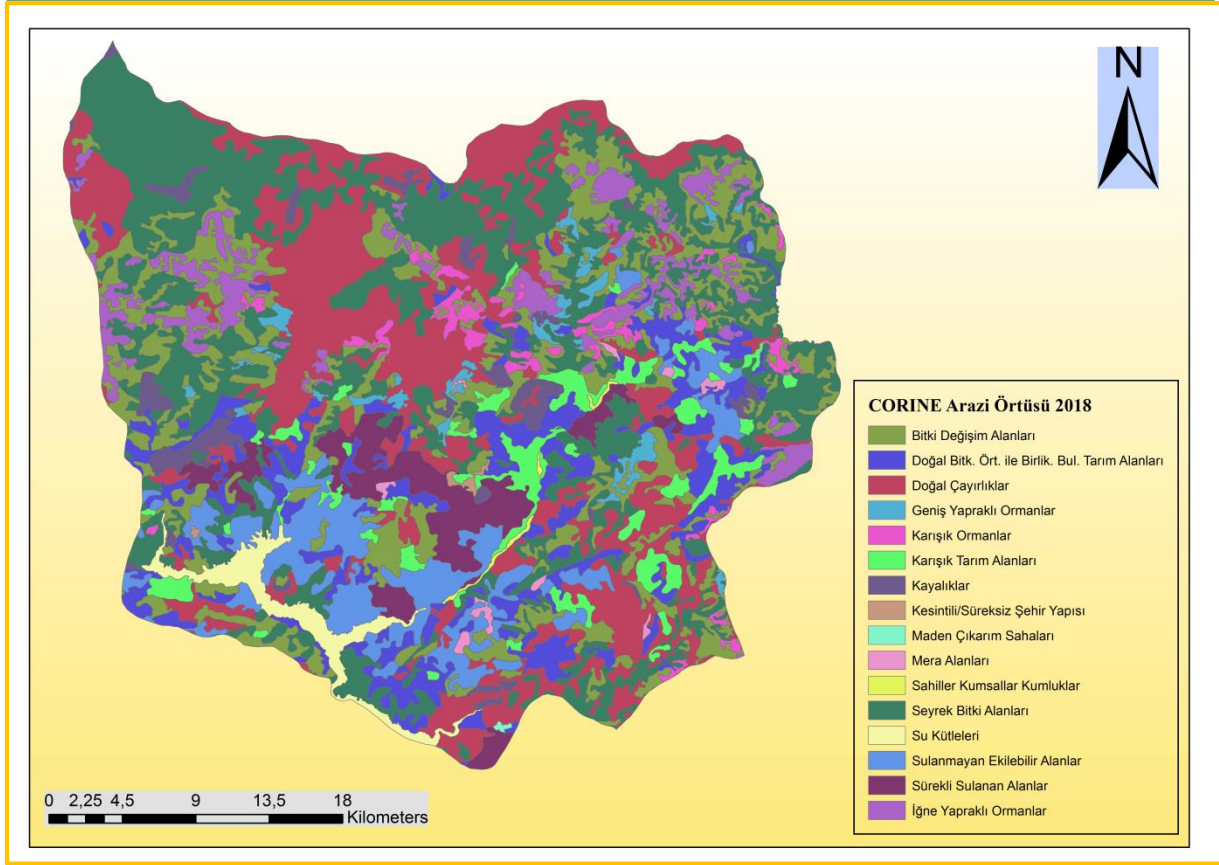 N
CORINE Arazi Örtüsü 2018
Bitki Değişim Alanları
Doğal Bitk. Ört. ile Birlik. Bul. Tarım Alanları
Doğal Çayırlıklar
Geniş Yapraklı Ormanlar
Karışık Ormanlar
Karışık Tarım Alanları
Kayalıklar
Kesintili/Süreksiz Şehir Yapısı
Maden Çıkarım Sahaları
Mera Alanları
Sahiller Kumsallar Kumluklar
Seyrek Bitki Alanları
Su Kütleleri
Sulanmayan Ekilebilir Alanlar
Sürekli Sulanan Alanlar
İğne Yapraklı Ormanlar
0 2,25 4,5 9 13,5 18
Kilometers